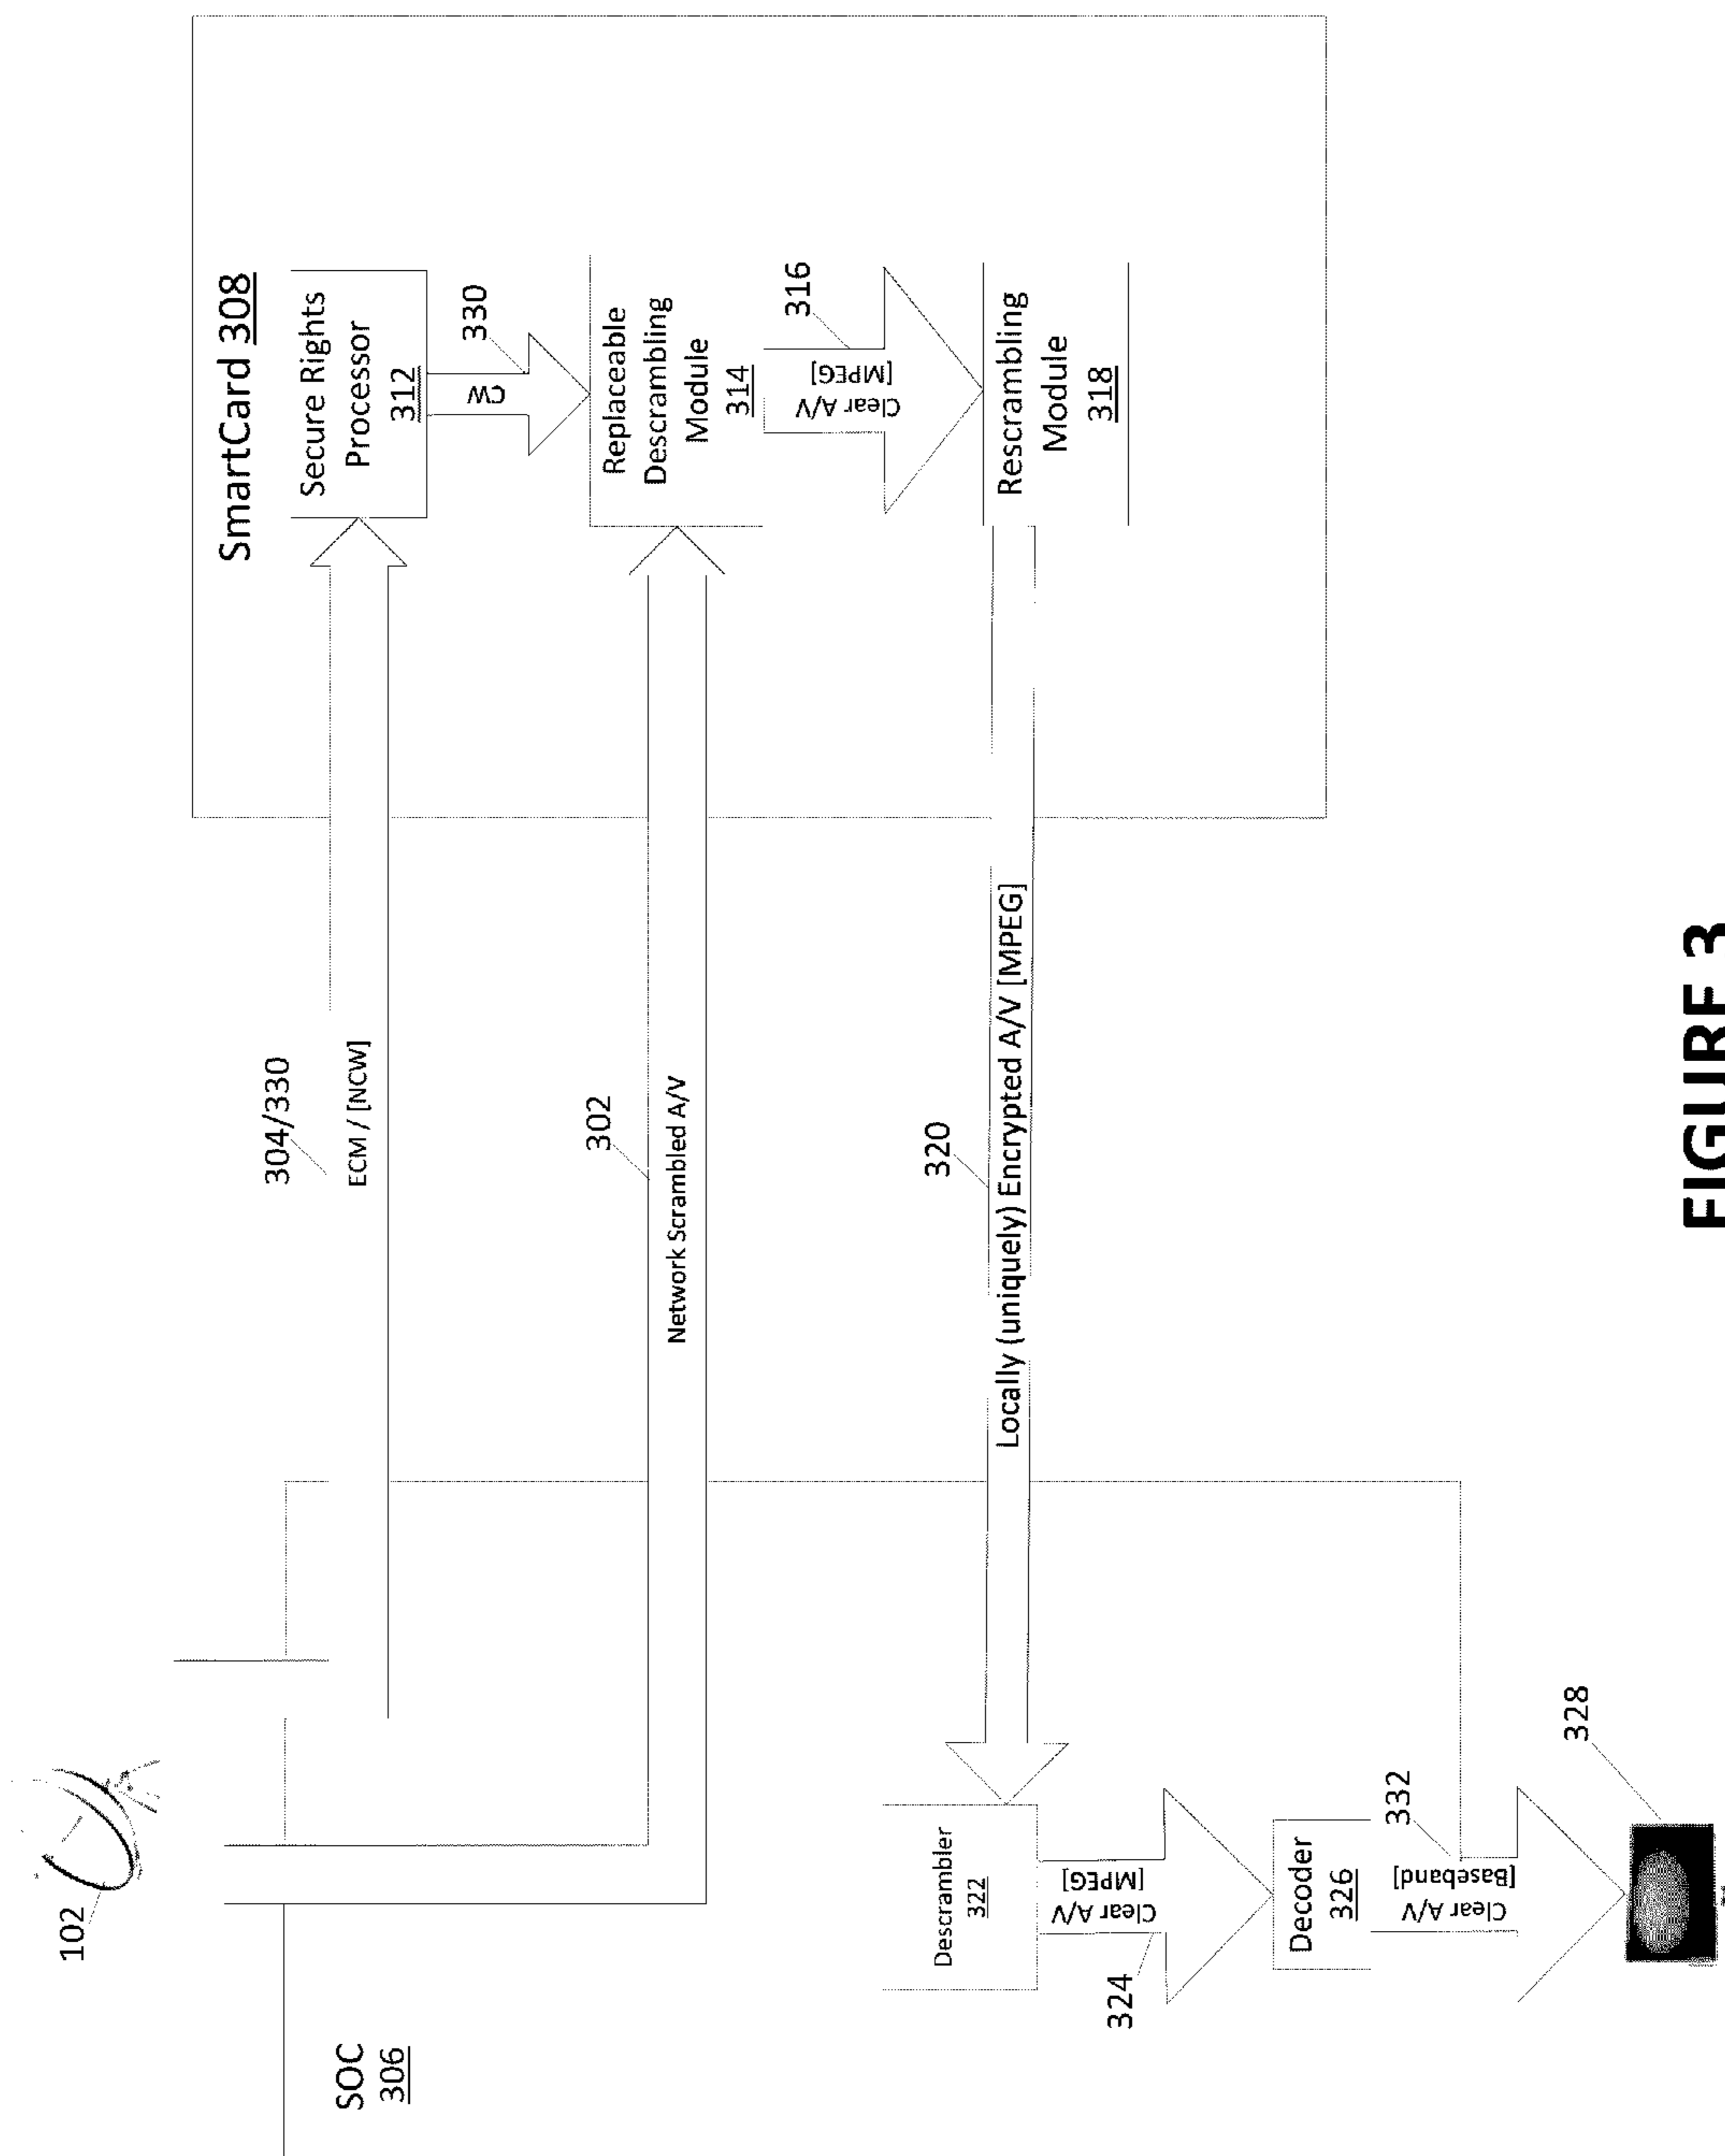 102
SOC
306
304/330
ECM / [NCW]
302
Network Scrambled A/V
320
Locally (uniquely) Encrypted A/V [MPEG]
SmartCard 308
Secure Rights
Processor
312
CW
330
Replaceable
Descrambling
Module
314
Clear A/V
[MPEG]
316
Rescrambling
Module
318
Descrambler
322
Clear A/V
[MPEG]
324
Decoder
326
Clear A/V
[Baseband]
332
328
FIGURE 3